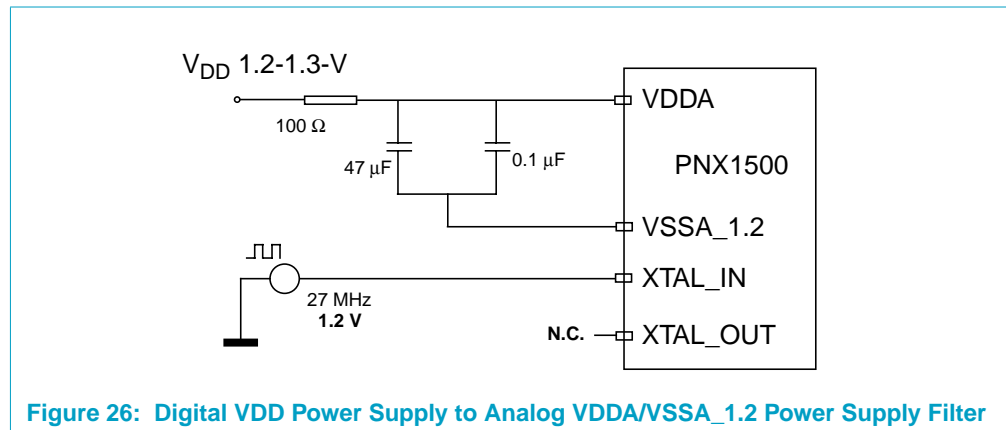 V_DD 1.2-1.3-V
100 Ω
47 μF
0.1 μF
VDDA
PNX1500
VSSA_1.2
XTAL_IN
27 MHz
1.2 V
N.C.
XTAL_OUT
Figure 26: Digital VDD Power Supply to Analog VDDA/VSSA_1.2 Power Supply Filter